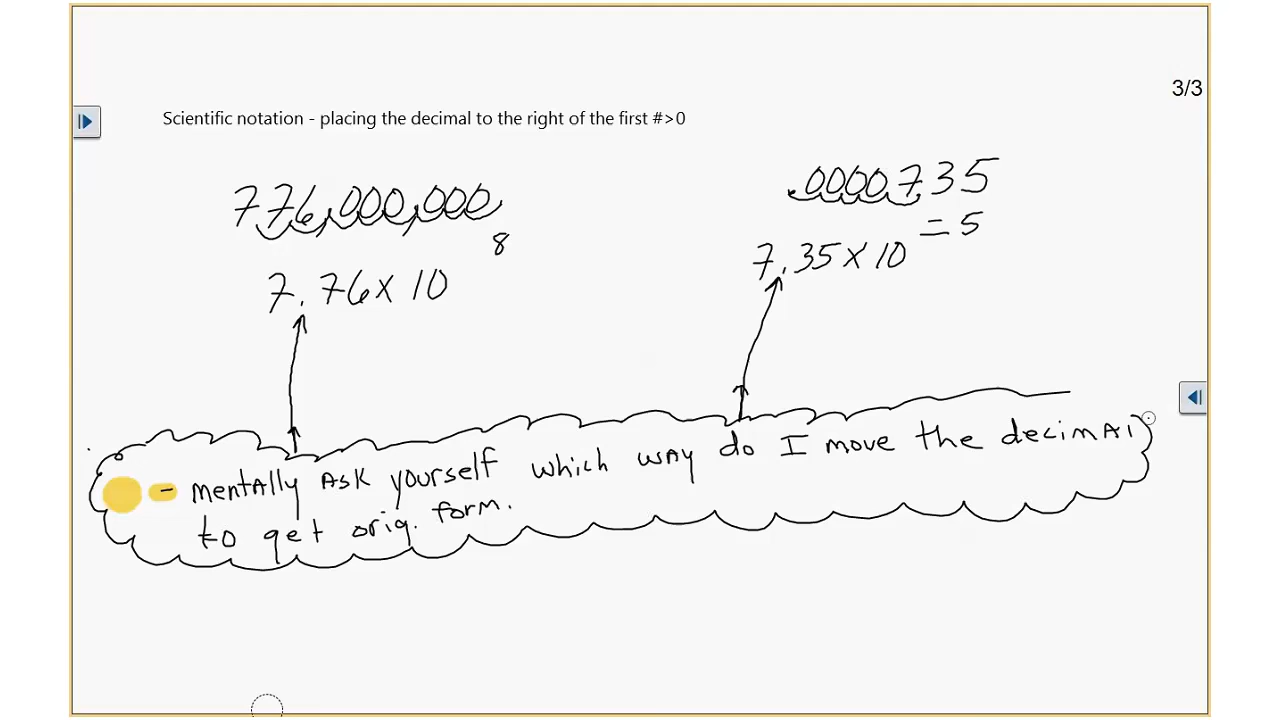 3/3
Scientific notation - placing the decimal to the right of the first #>0
776,000,000
7.76 x 10 8
.0000735
7.35 x 10 = 5
- mentAlly Ask yourself which wAy do I move the decimAl
to get orig. form.